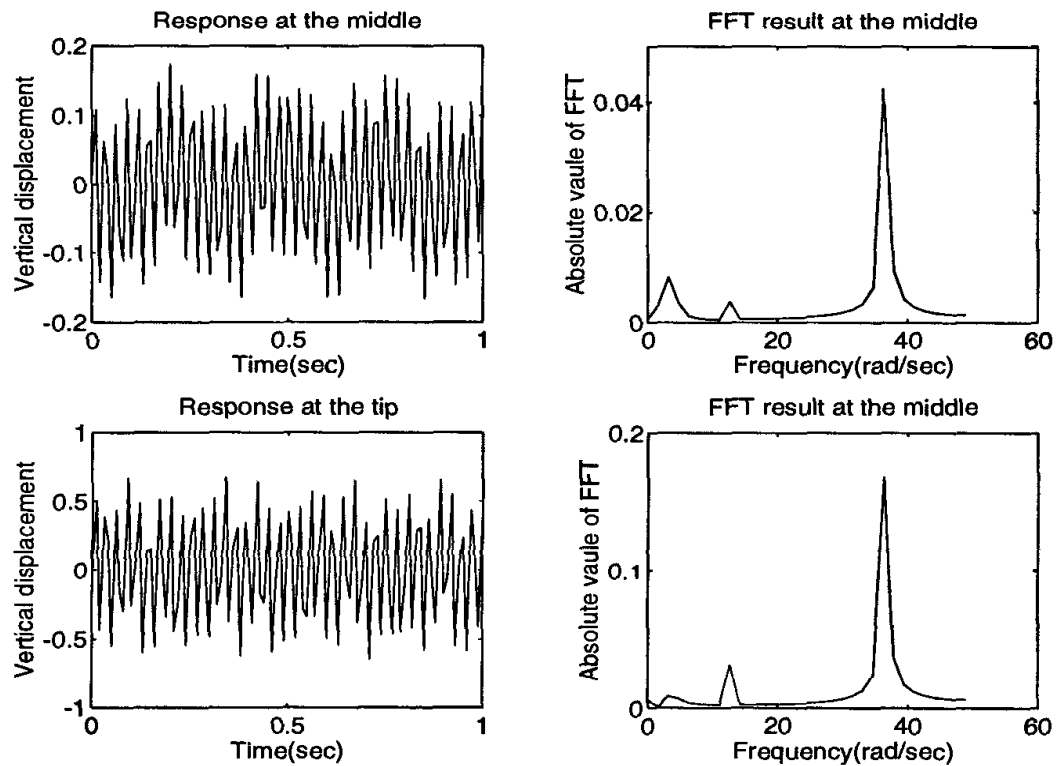 Response at the middle
Vertical displacement
0.2
0.1
0
-0.1
-0.2
0
0.5
1
Time(sec)
FFT result at the middle
Absolute vaule of FFT
0.04
0.02
0
0
20
40
60
Frequency(rad/sec)
Response at the tip
Vertical displacement
1
0.5
0
-0.5
-1
0
0.5
1
Time(sec)
FFT result at the middle
Absolute vaule of FFT
0.2
0.1
0
0
20
40
60
Frequency(rad/sec)